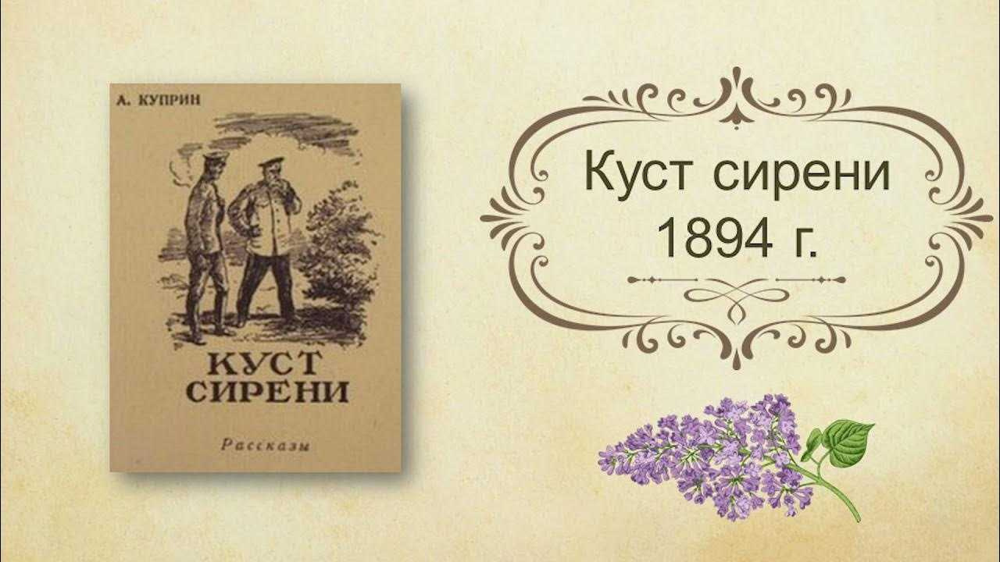 А. КУПРИН
КУСТ
СИРЕНИ
Рассказы
Куст сирени
1894 г.